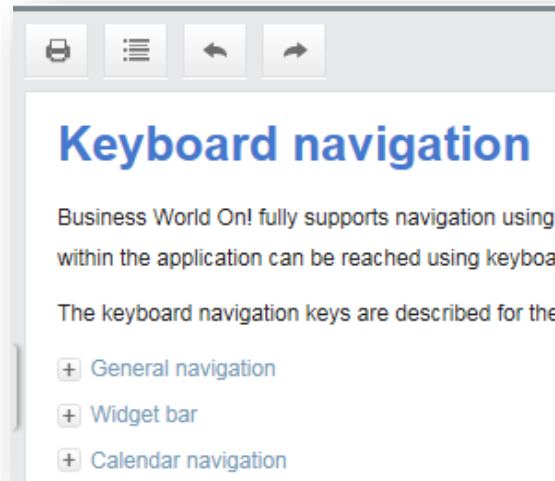 Keyboard navigation
Business World On! fully supports navigation using
within the application can be reached using
The keyboard navigation keys are described for the
General navigation
Widget bar
Calendar navigation